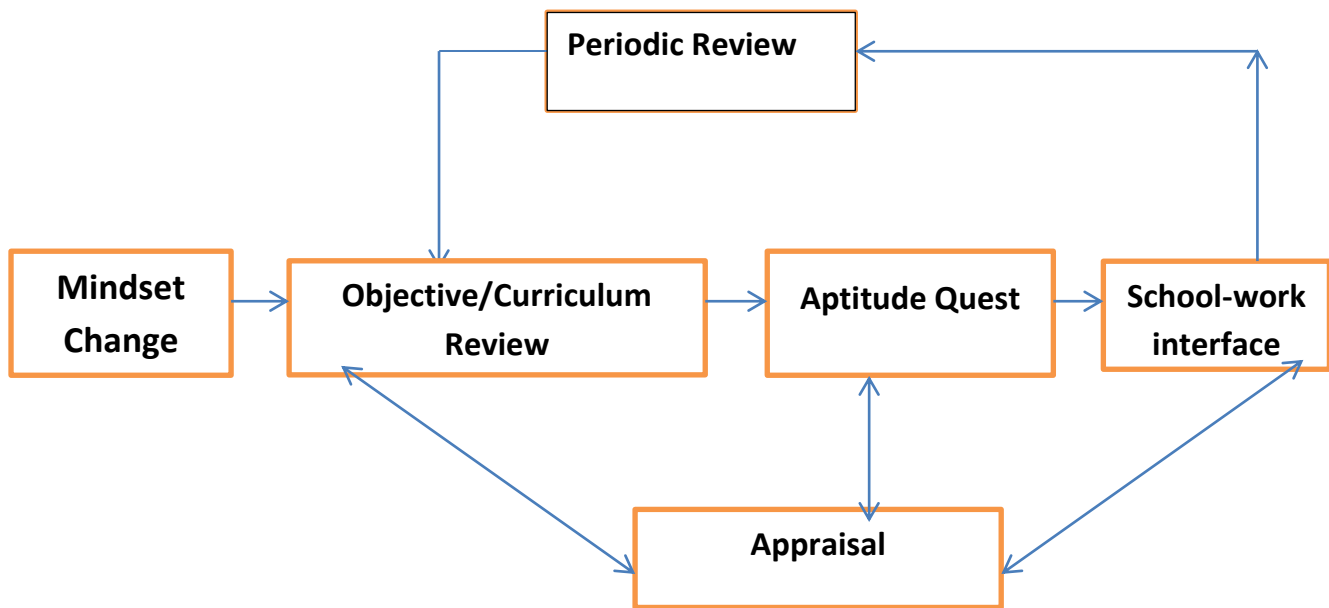 Periodic Review
Mindset
Change
Objective/Curriculum
Review
Aptitude Quest
School-work
interface
Appraisal